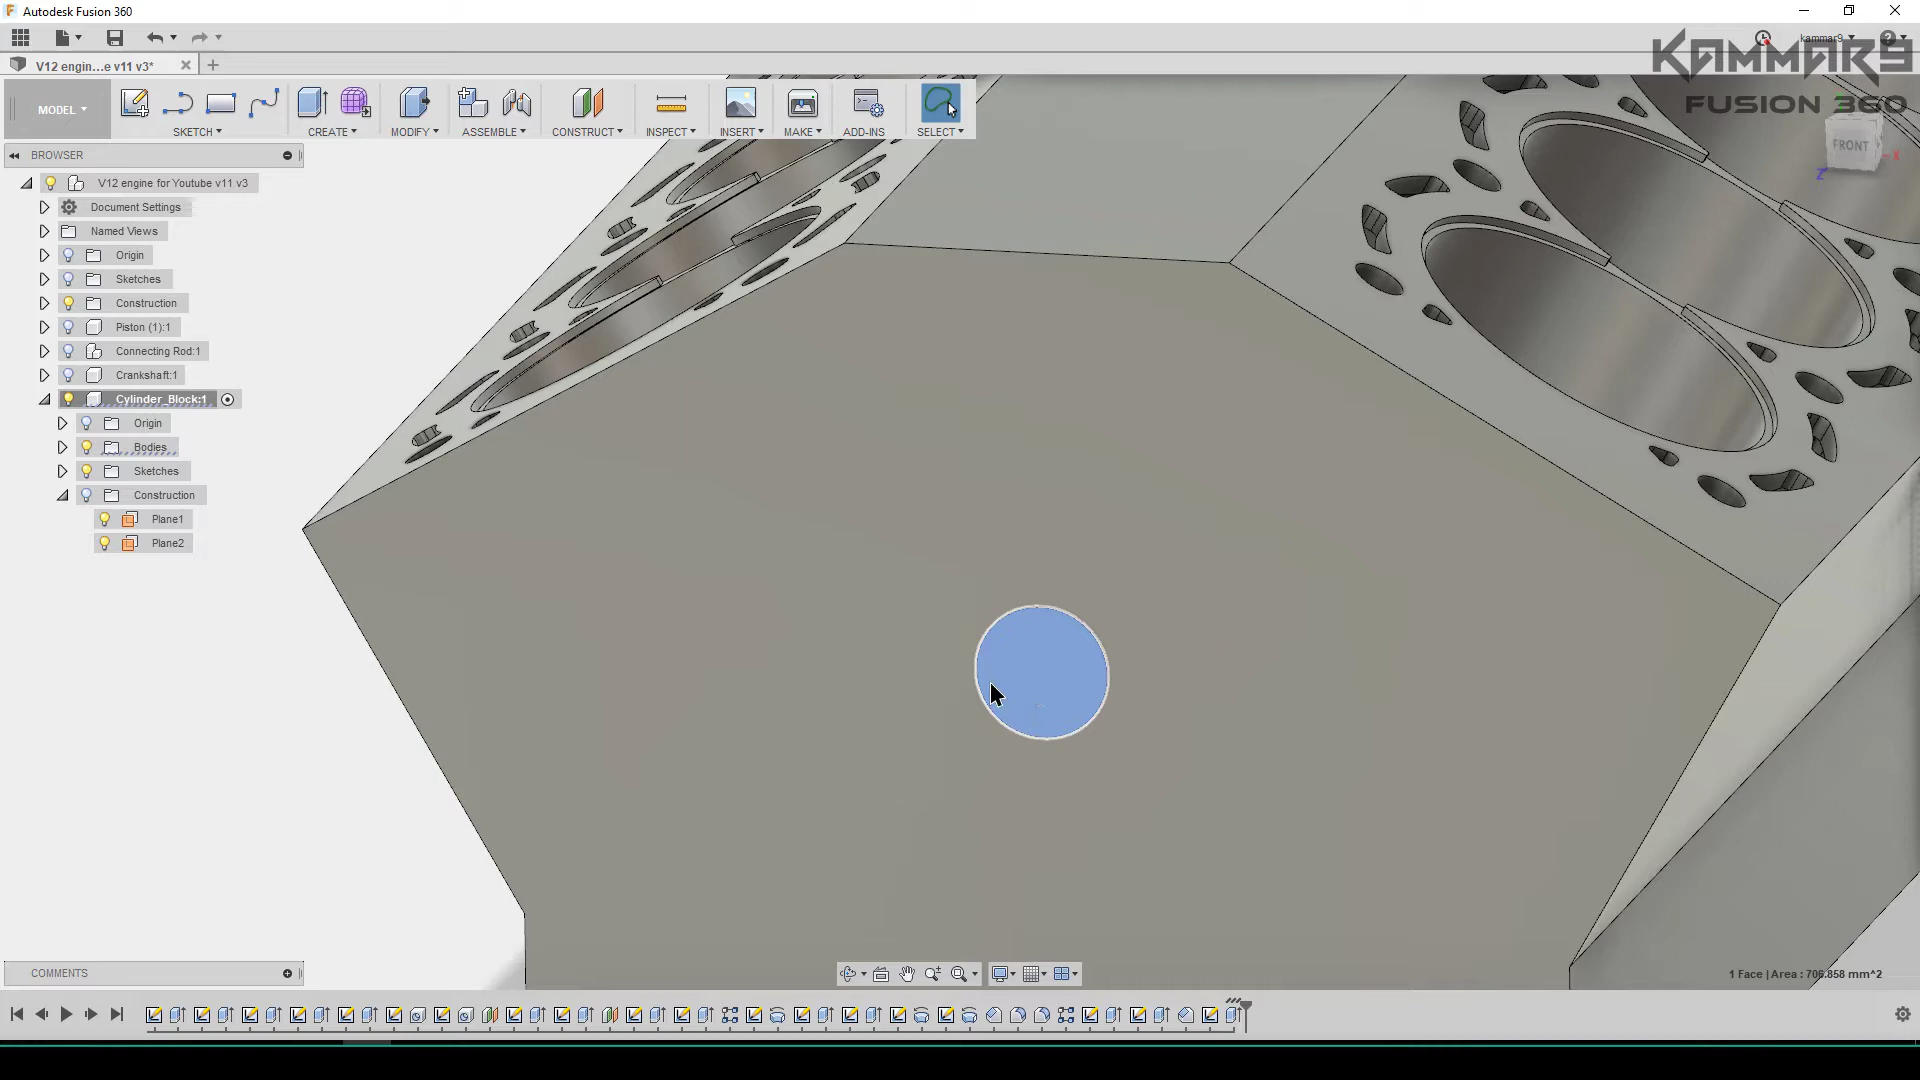 Autodesk Fusion 360
kammar9
KAMMAR9
FUSION 360
V12 engin...e v11 v3*
MODEL
SKETCH
CREATE
MODIFY
ASSEMBLE
CONSTRUCT
INSPECT
INSERT
MAKE
ADD-INS
SELECT
FRONT
X
Z
BROWSER
V12 engine for Youtube v11 v3
Document Settings
Named Views
Origin
Sketches
Construction
Piston (1):1
Connecting Rod:1
Crankshaft:1
Cylinder_Block:1
Origin
Bodies
Sketches
Construction
Plane1
Plane2
COMMENTS
1 Face | Area : 706.858 mm^2